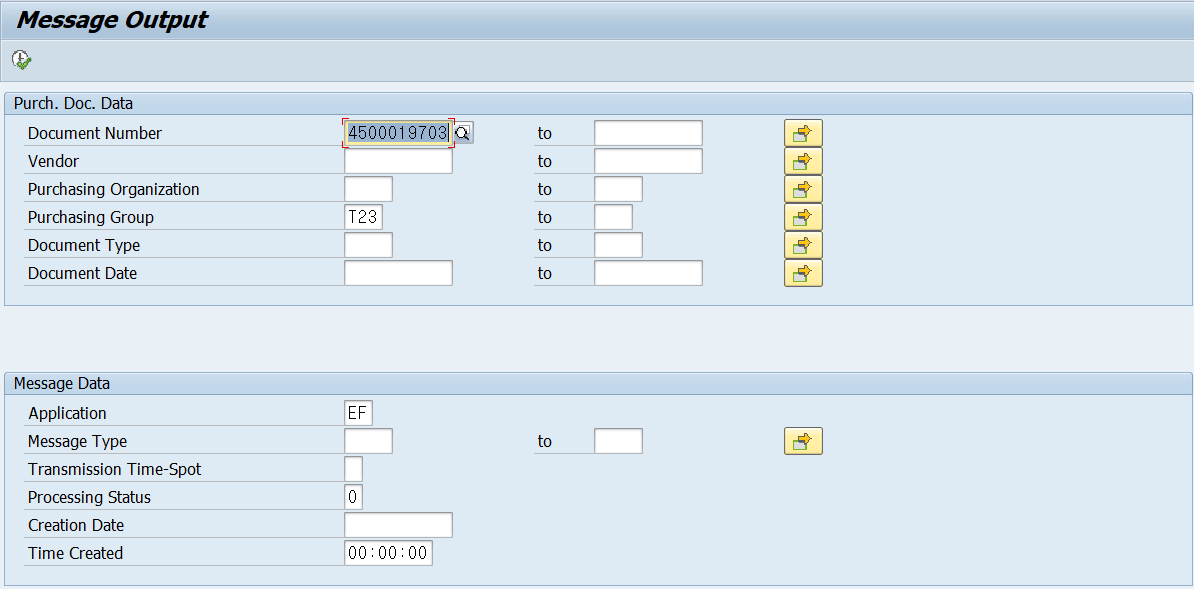 Message Output
Purch. Doc. Data
Document Number 4500019703 to
Vendor to
Purchasing Organization to
Purchasing Group T23 to
Document Type to
Document Date to
Message Data
Application EF
Message Type to
Transmission Time-Spot
Processing Status 0
Creation Date
Time Created 00:00:00